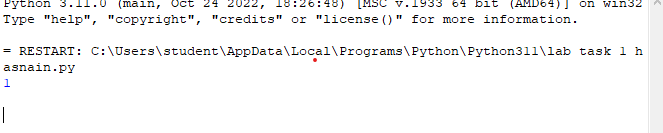 Python 3.11.0 (main, Oct 24 2022, 18:26:48) [MSC v.1933 64 bit (AMD64)] on win32
Type "help", "copyright", "credits" or "license()" for more information.
= RESTART: C:\Users\student\AppData\Local\Programs\Python\Python311\lab task 1 h
asnain.py
1